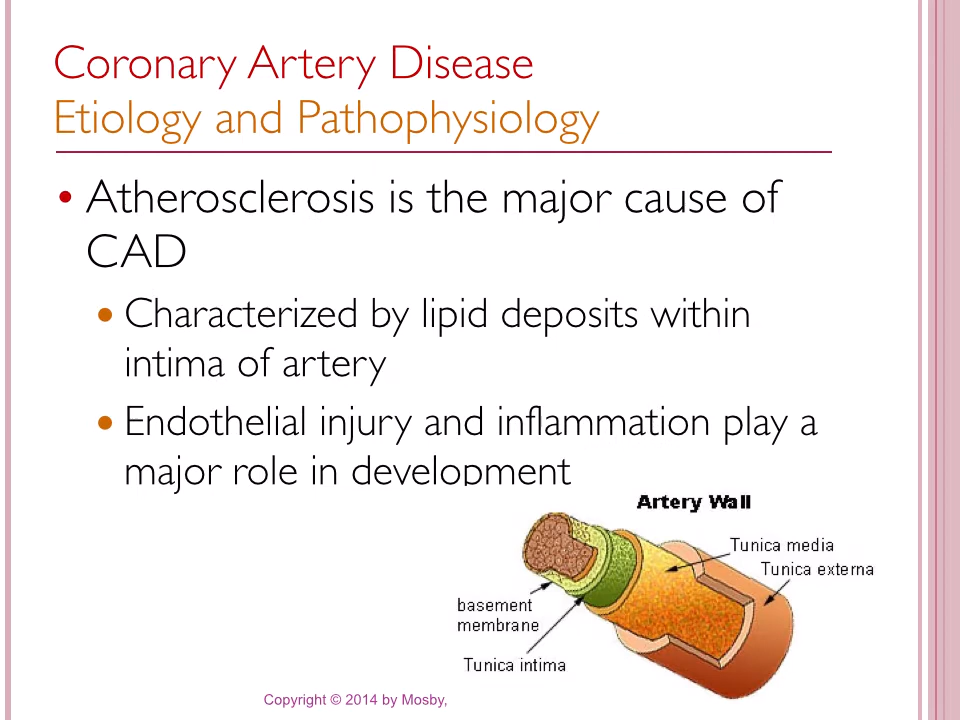 Coronary Artery Disease
Etiology and Pathophysiology
• Atherosclerosis is the major cause of
CAD
• Characterized by lipid deposits within
intima of artery
• Endothelial injury and inflammation play a
major role in development
Artery Wall
Tunica media
Tunica externa
basement
membrane
Tunica intima
Copyright © 2014 by Mosby,